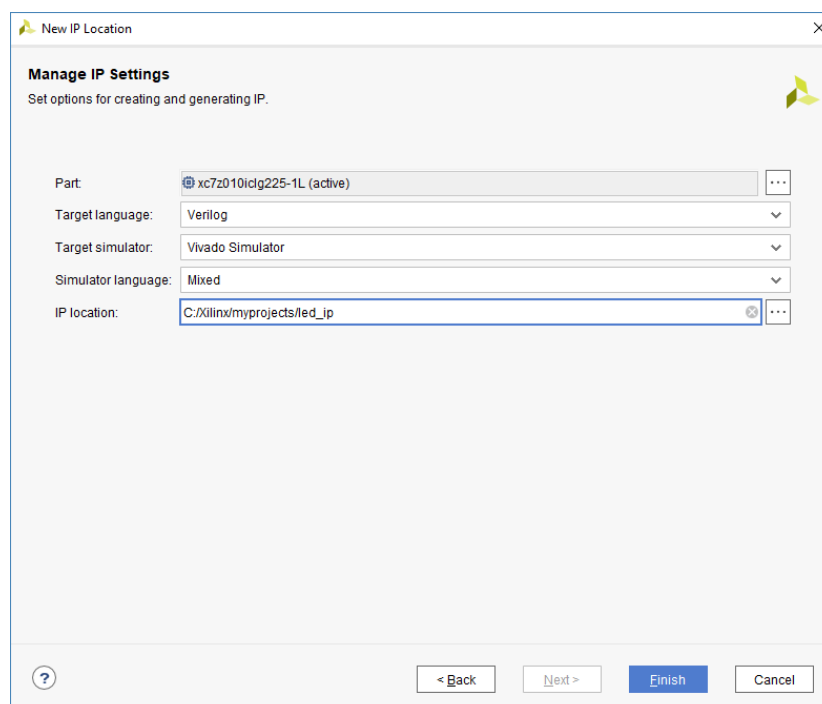 New IP Location
Manage IP Settings
Set options for creating and generating IP.
Part: xc7z010iclg225-1L (active) ...
Target language: Verilog
Target simulator: Vivado Simulator
Simulator language: Mixed
IP location: C:/Xilinx/myprojects/led_ip ...
? < Back Next > Finish Cancel